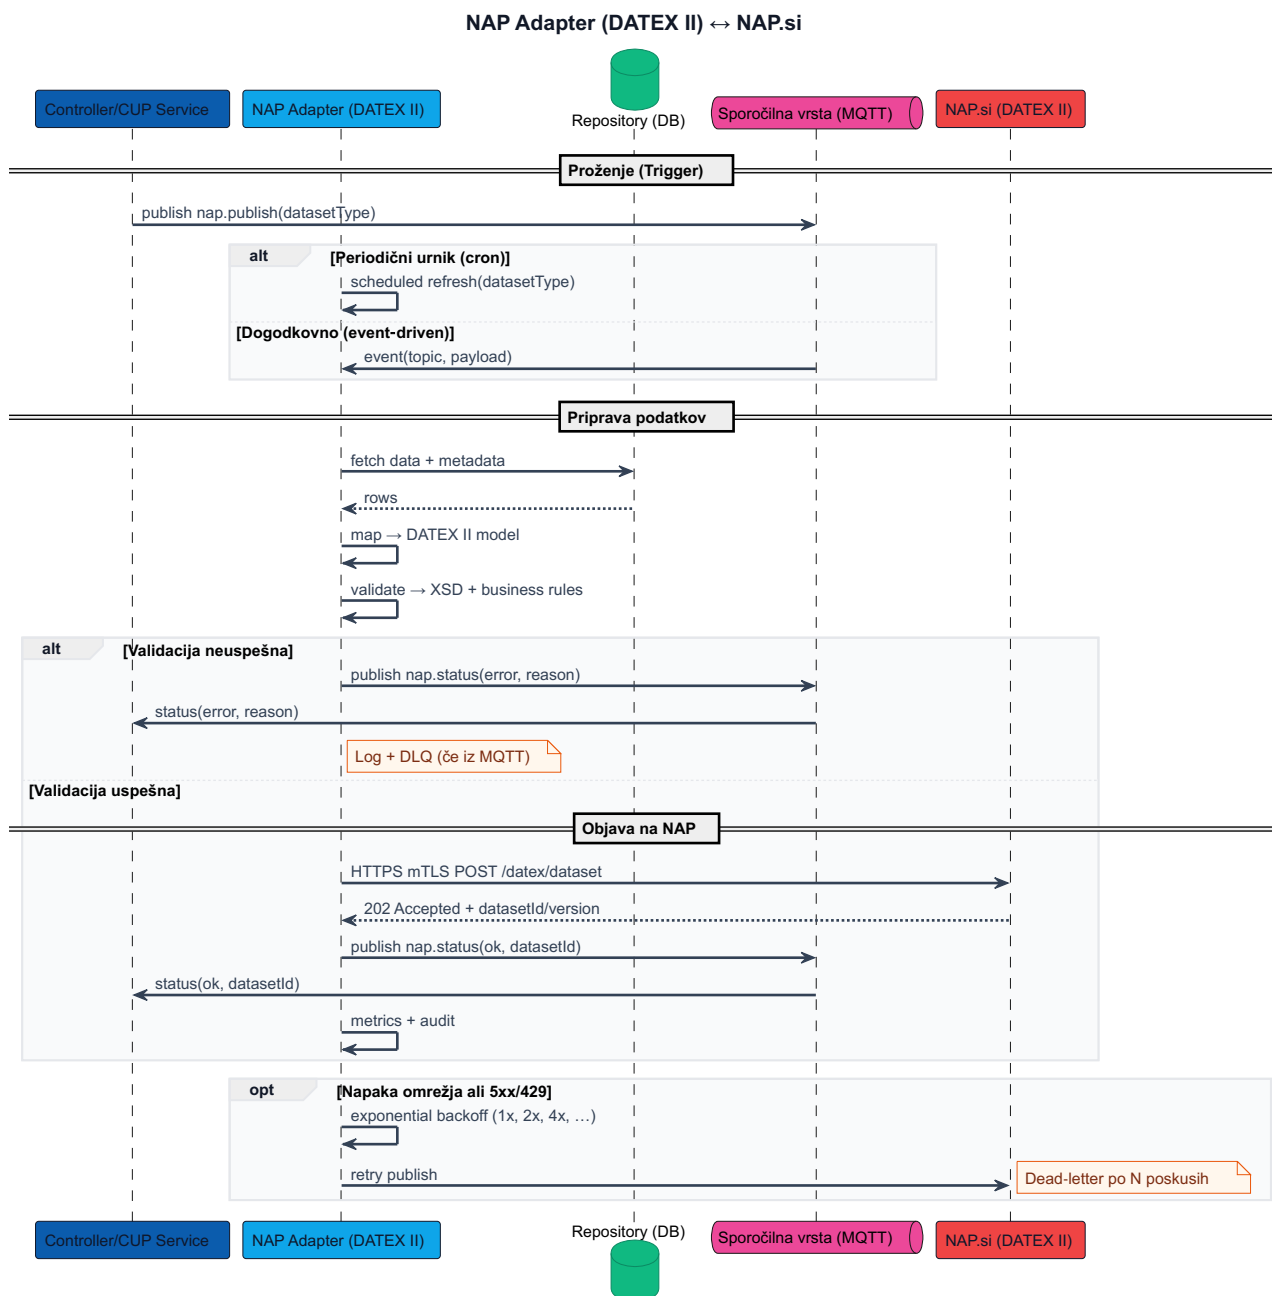 NAP Adapter (DATEX II) ↔ NAP.si
Controller/CUP Service
NAP Adapter (DATEX II)
Repository (DB)
Sporočilna vrsta (MQTT)
NAP.si (DATEX II)
Proženje (Trigger)
publish nap.publish(datasetType)
alt
[Periodični urnik (cron)]
scheduled refresh(datasetType)
[Dogodkovno (event-driven)]
event(topic, payload)
Priprava podatkov
fetch data + metadata
rows
map → DATEX II model
validate → XSD + business rules
alt
[Validacija neuspešna]
publish nap.status(error, reason)
status(error, reason)
Log + DLQ (če iz MQTT)
[Validacija uspešna]
Objava na NAP
HTTPS mTLS POST /datex/dataset
202 Accepted + datasetId/version
publish nap.status(ok, datasetId)
status(ok, datasetId)
metrics + audit
opt
[Napaka omrežja ali 5xx/429]
exponential backoff (1x, 2x, 4x, …)
retry publish
Dead-letter po N poskusih
Controller/CUP Service
NAP Adapter (DATEX II)
Repository (DB)
Sporočilna vrsta (MQTT)
NAP.si (DATEX II)